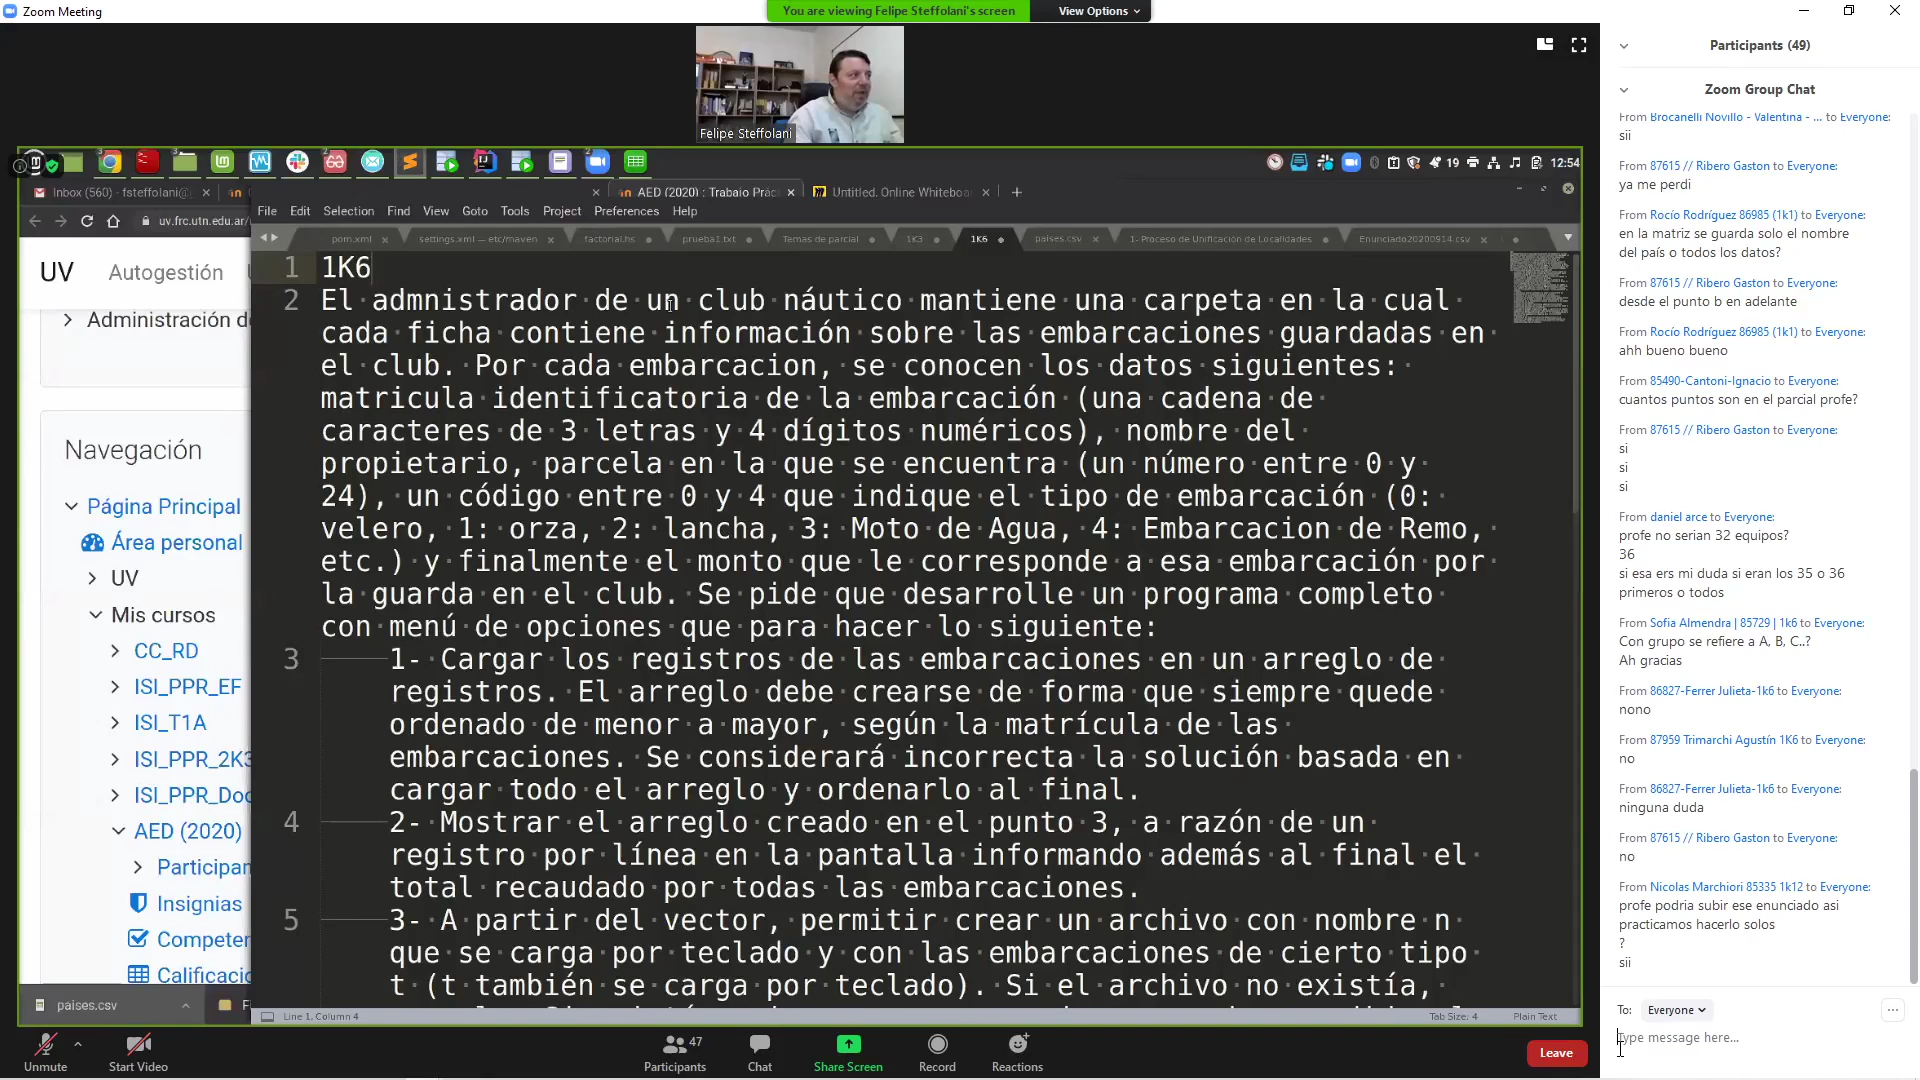 Zoom Meeting
You are viewing Felipe Steffolani's screen
View Options
Felipe Steffolani
12:54
19
Inbox (560) - fsteffolani@
AED (2020) : Trabajo Prác
Untitled. Online Whiteboa
uv.frc.utn.edu.ar/
File Edit Selection Find View Goto Tools Project Preferences Help
pom.xml
settings.xml — etc/maven
factorial.hs
prueba1.txt
Temas de parcial
1K3
1K6
paises.csv
1- Proceso de Unificación de Localidades
Enunciado20200914.csv
UV
Autogestión
Administración de
Navegación
Página Principal
Área personal
UV
Mis cursos
CC_RD
ISI_PPR_EF
ISI_T1A
ISI_PPR_2K3
ISI_PPR_Doc
AED (2020)
Participan
Insignias
Competen
Calificacio
paises.csv
1 1K6
2 El admnistrador de un club náutico mantiene una carpeta en la cual
cada ficha contiene información sobre las embarcaciones guardadas en
el club. Por cada embarcacion, se conocen los datos siguientes:
matricula identificatoria de la embarcación (una cadena de
caracteres de 3 letras y 4 dígitos numéricos), nombre del
propietario, parcela en la que se encuentra (un número entre 0 y
24), un código entre 0 y 4 que indique el tipo de embarcación (0:
velero, 1: orza, 2: lancha, 3: Moto de Agua, 4: Embarcacion de Remo,
etc.) y finalmente el monto que le corresponde a esa embarcación por
la guarda en el club. Se pide que desarrolle un programa completo
con menú de opciones que para hacer lo siguiente:
3 1- Cargar los registros de las embarcaciones en un arreglo de
registros. El arreglo debe crearse de forma que siempre quede
ordenado de menor a mayor, según la matrícula de las
embarcaciones. Se considerará incorrecta la solución basada en
cargar todo el arreglo y ordenarlo al final.
4 2- Mostrar el arreglo creado en el punto 3, a razón de un
registro por línea en la pantalla informando además al final el
total recaudado por todas las embarcaciones.
5 3- A partir del vector, permitir crear un archivo con nombre n
que se carga por teclado y con las embarcaciones de cierto tipo
t (t también se carga por teclado). Si el archivo no existía,
Line 1, Column 4
Tab Size: 4
Plain Text
Unmute
Start Video
47
Participants
Chat
Share Screen
Record
Reactions
Leave
Participants (49)
Zoom Group Chat
From Brocanelli Novillo - Valentina - ... to Everyone:
sii
From 87615 // Ribero Gaston to Everyone:
ya me perdi
From Rocío Rodríguez 86985 (1k1) to Everyone:
en la matriz se guarda solo el nombre
del país o todos los datos?
From 87615 // Ribero Gaston to Everyone:
desde el punto b en adelante
From Rocío Rodríguez 86985 (1k1) to Everyone:
ahh bueno bueno
From 85490-Cantoni-Ignacio to Everyone:
cuantos puntos son en el parcial profe?
From 87615 // Ribero Gaston to Everyone:
si
si
si
From daniel arce to Everyone:
profe no serian 32 equipos?
36
si esa ers mi duda si eran los 35 o 36
primeros o todos
From Sofia Almendra | 85729 | 1k6 to Everyone:
Con grupo se refiere a A, B, C..?
Ah gracias
From 86827-Ferrer Julieta-1k6 to Everyone:
nono
From 87959 Trimarchi Agustín 1K6 to Everyone:
no
From 86827-Ferrer Julieta-1k6 to Everyone:
ninguna duda
From 87615 // Ribero Gaston to Everyone:
no
From Nicolas Marchiori 85335 1k12 to Everyone:
profe podria subir ese enunciado asi
practicamos hacerlo solos
?
sii
To: Everyone
Type message here...